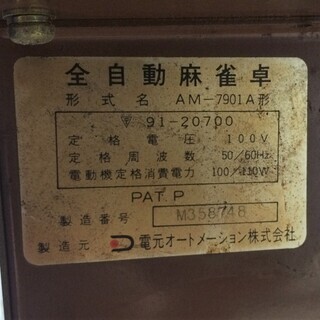 全自動麻雀卓
形式名 AM-7901A形
▽ 91-20700
定格電圧 100V
定格周波数 50/60Hz
電動機定格消費電力 100/110W
PAT.P
製造番号 M358748
製造元 電元オートメーション株式会社